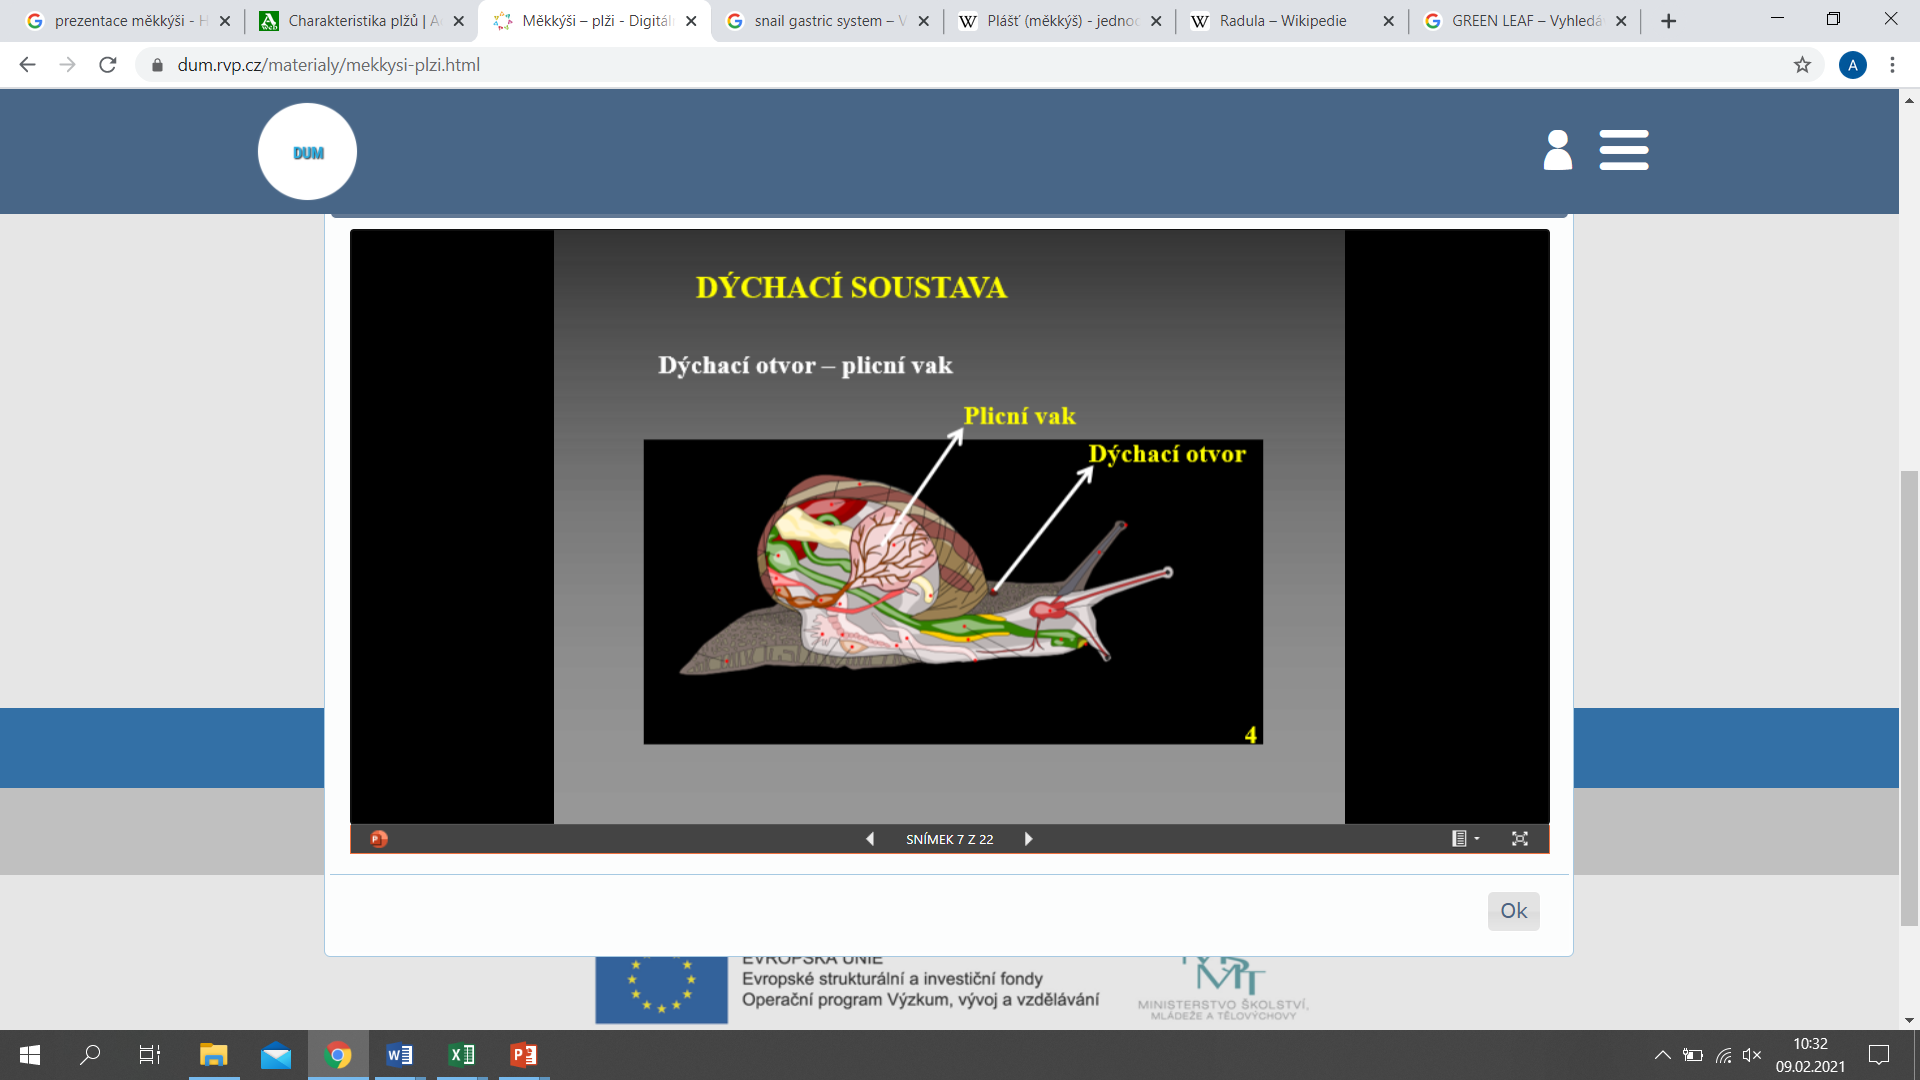 prezentace měkkýši - H
Charakteristika plžů | A
Měkkýši – plži - Digitál
snail gastric system – V
Plášť (měkkýš) - jednoc
Radula – Wikipedie
GREEN LEAF – Vyhledá
dum.rvp.cz/materialy/mekkysi-plzi.html
A
DUM
DÝCHACÍ SOUSTAVA
Dýchací otvor – plicní vak
Plicní vak
Dýchací otvor
4
SNÍMEK 7 Z 22
Ok
EVROPSKÁ UNIE
Evropské strukturální a investiční fondy
Operační program Výzkum, vývoj a vzdělávání
MINISTERSTVO ŠKOLSTVÍ,
MLÁDEŽE A TĚLOVÝCHOVY
10:32
09.02.2021